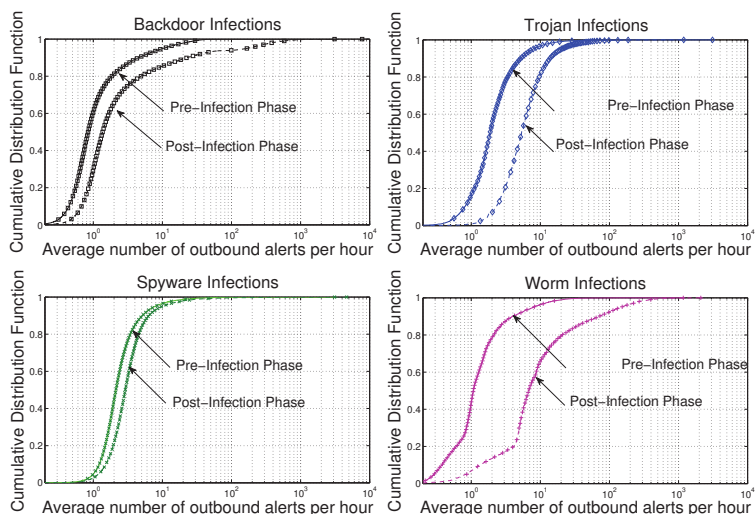 Backdoor Infections
Cumulative Distribution Function
1
0.8
0.6
0.4
0.2
0
Pre−Infection Phase
Post−Infection Phase
10^0
10^1
10^2
10^3
10^4
Average number of outbound alerts per hour
Trojan Infections
Cumulative Distribution Function
1
0.8
0.6
0.4
0.2
0
Pre−Infection Phase
Post−Infection Phase
10^0
10^1
10^2
10^3
10^4
Average number of outbound alerts per hour
Spyware Infections
Cumulative Distribution Function
1
0.8
0.6
0.4
0.2
0
Pre−Infection Phase
Post−Infection Phase
10^0
10^1
10^2
10^3
10^4
Average number of outbound alerts per hour
Worm Infections
Cumulative Distribution Function
1
0.8
0.6
0.4
0.2
0
Pre−Infection Phase
Post−Infection Phase
10^0
10^1
10^2
10^3
10^4
Average number of outbound alerts per hour